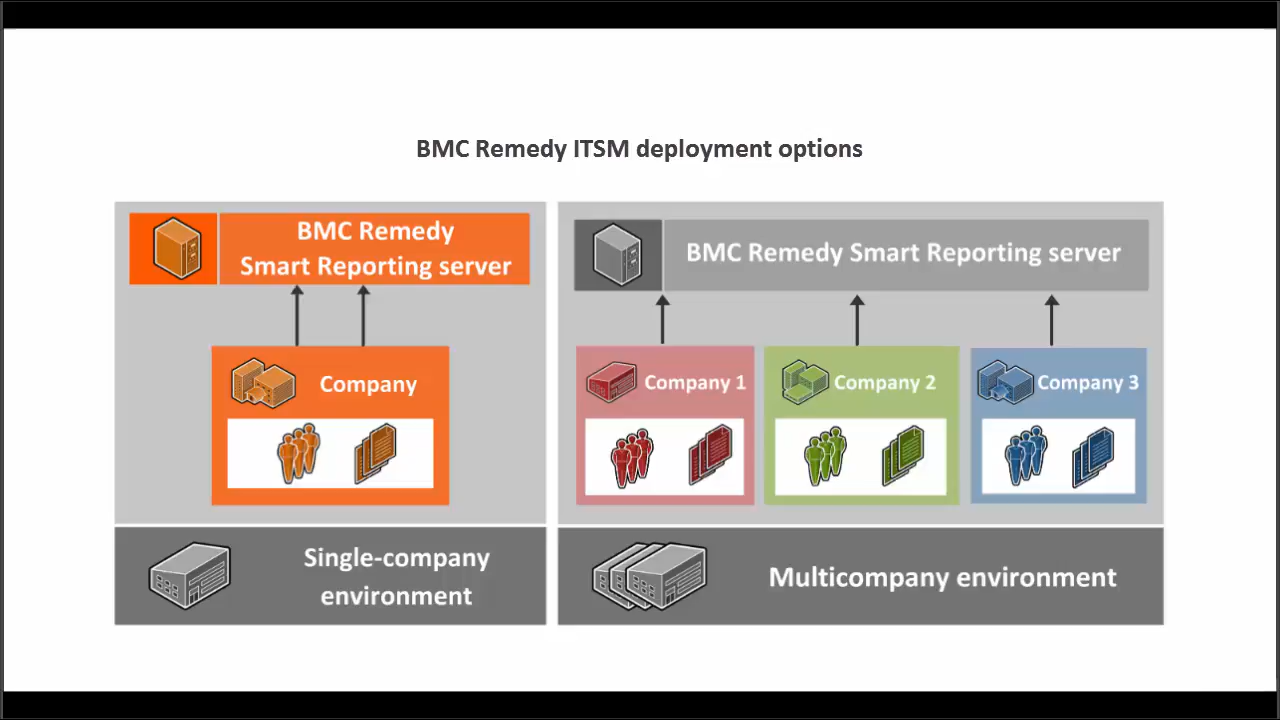 BMC Remedy ITSM deployment options
BMC Remedy
Smart Reporting server
Company
Single-company
environment
BMC Remedy Smart Reporting server
Company 1
Company 2
Company 3
Multicompany environment